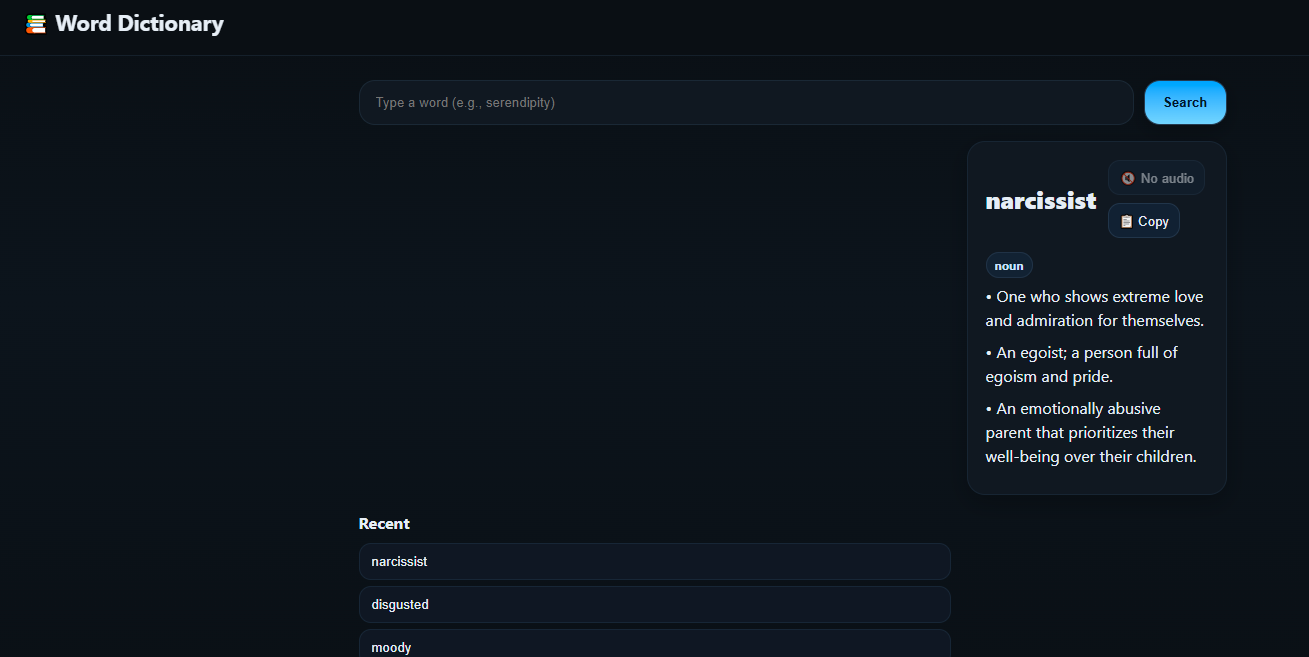 Word Dictionary
Type a word (e.g., serendipity)
Search
narcissist
No audio
Copy
noun
• One who shows extreme love
and admiration for themselves.
• An egoist; a person full of
egoism and pride.
• An emotionally abusive
parent that prioritizes their
well-being over their children.
Recent
narcissist
disgusted
moody